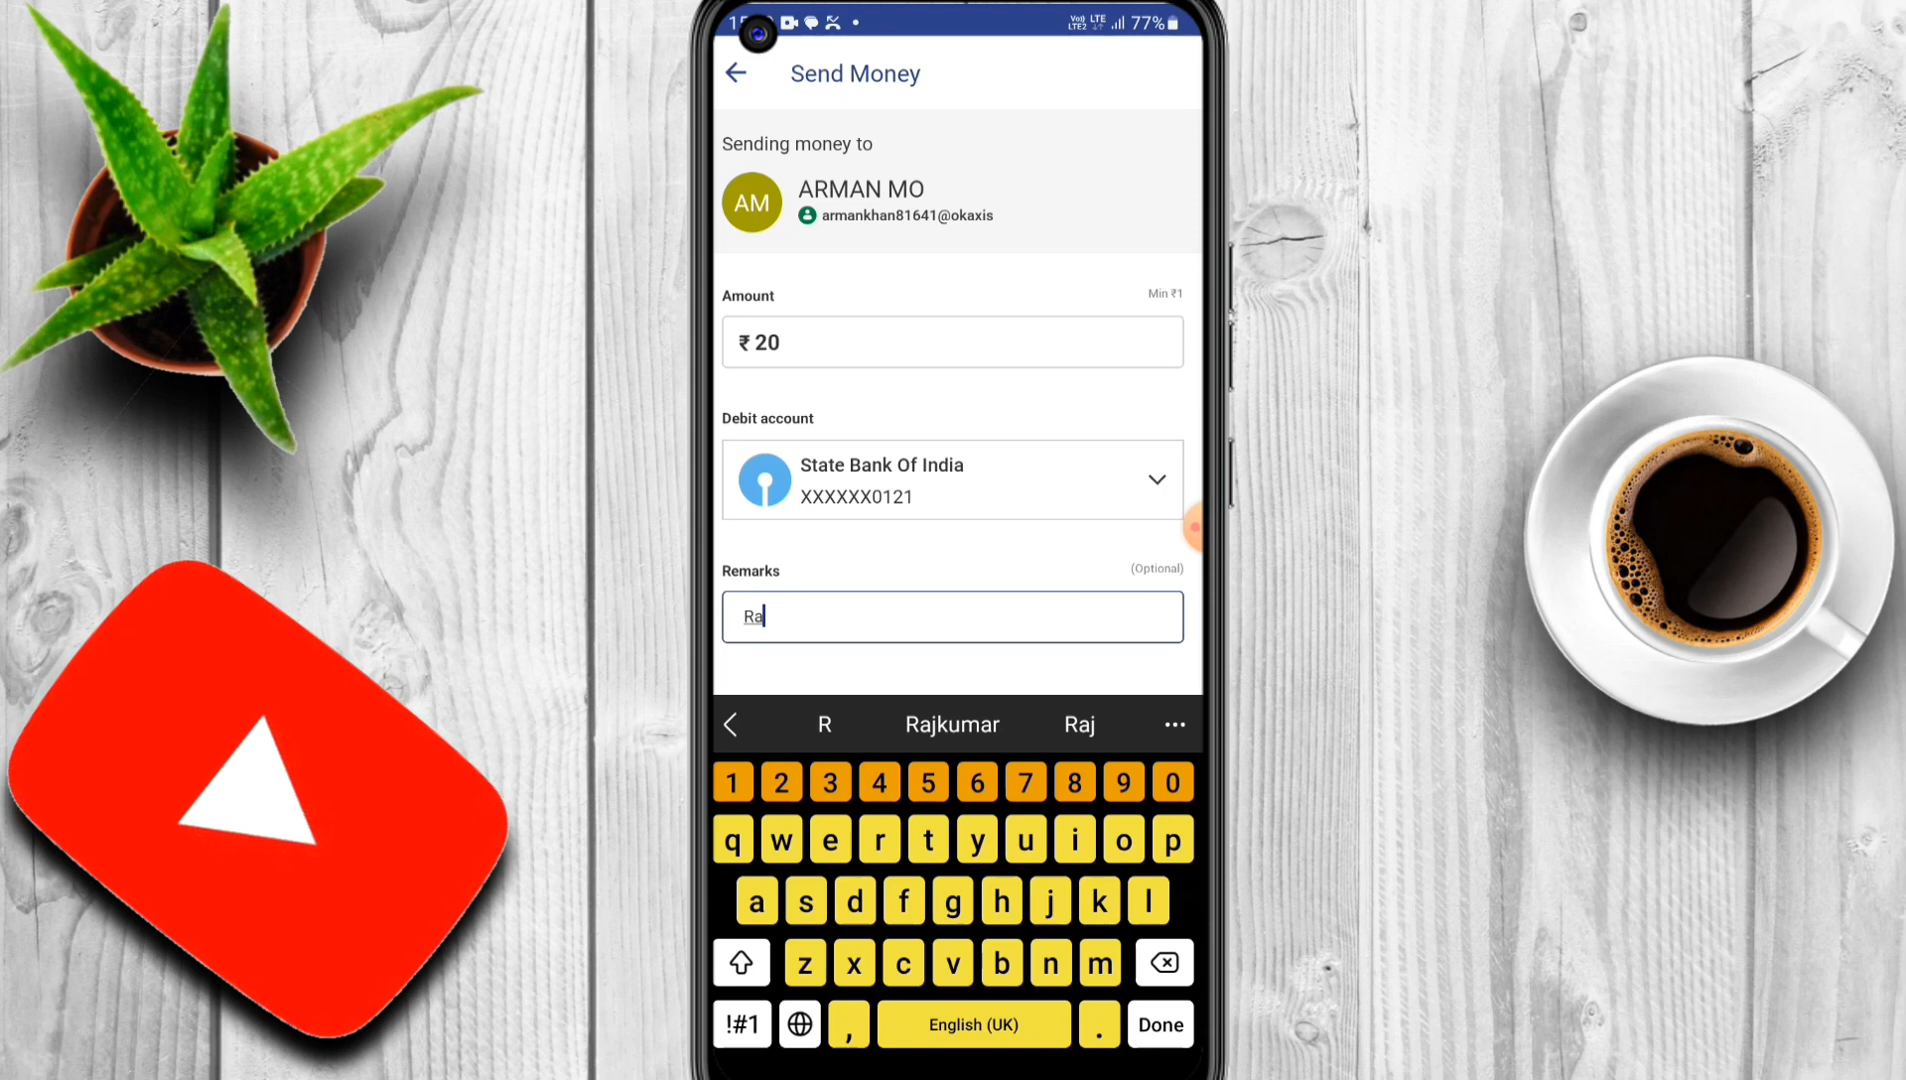 77%
Send Money
Sending money to
AM
ARMAN MO
armankhan81641@okaxis
Amount
Min ₹1
₹ 20
Debit account
State Bank Of India
XXXXXX0121
Remarks
(Optional)
Ra
R Rajkumar Raj
1 2 3 4 5 6 7 8 9 0
q w e r t y u i o p
a s d f g h j k l
z x c v b n m
!#1 , English (UK) . Done